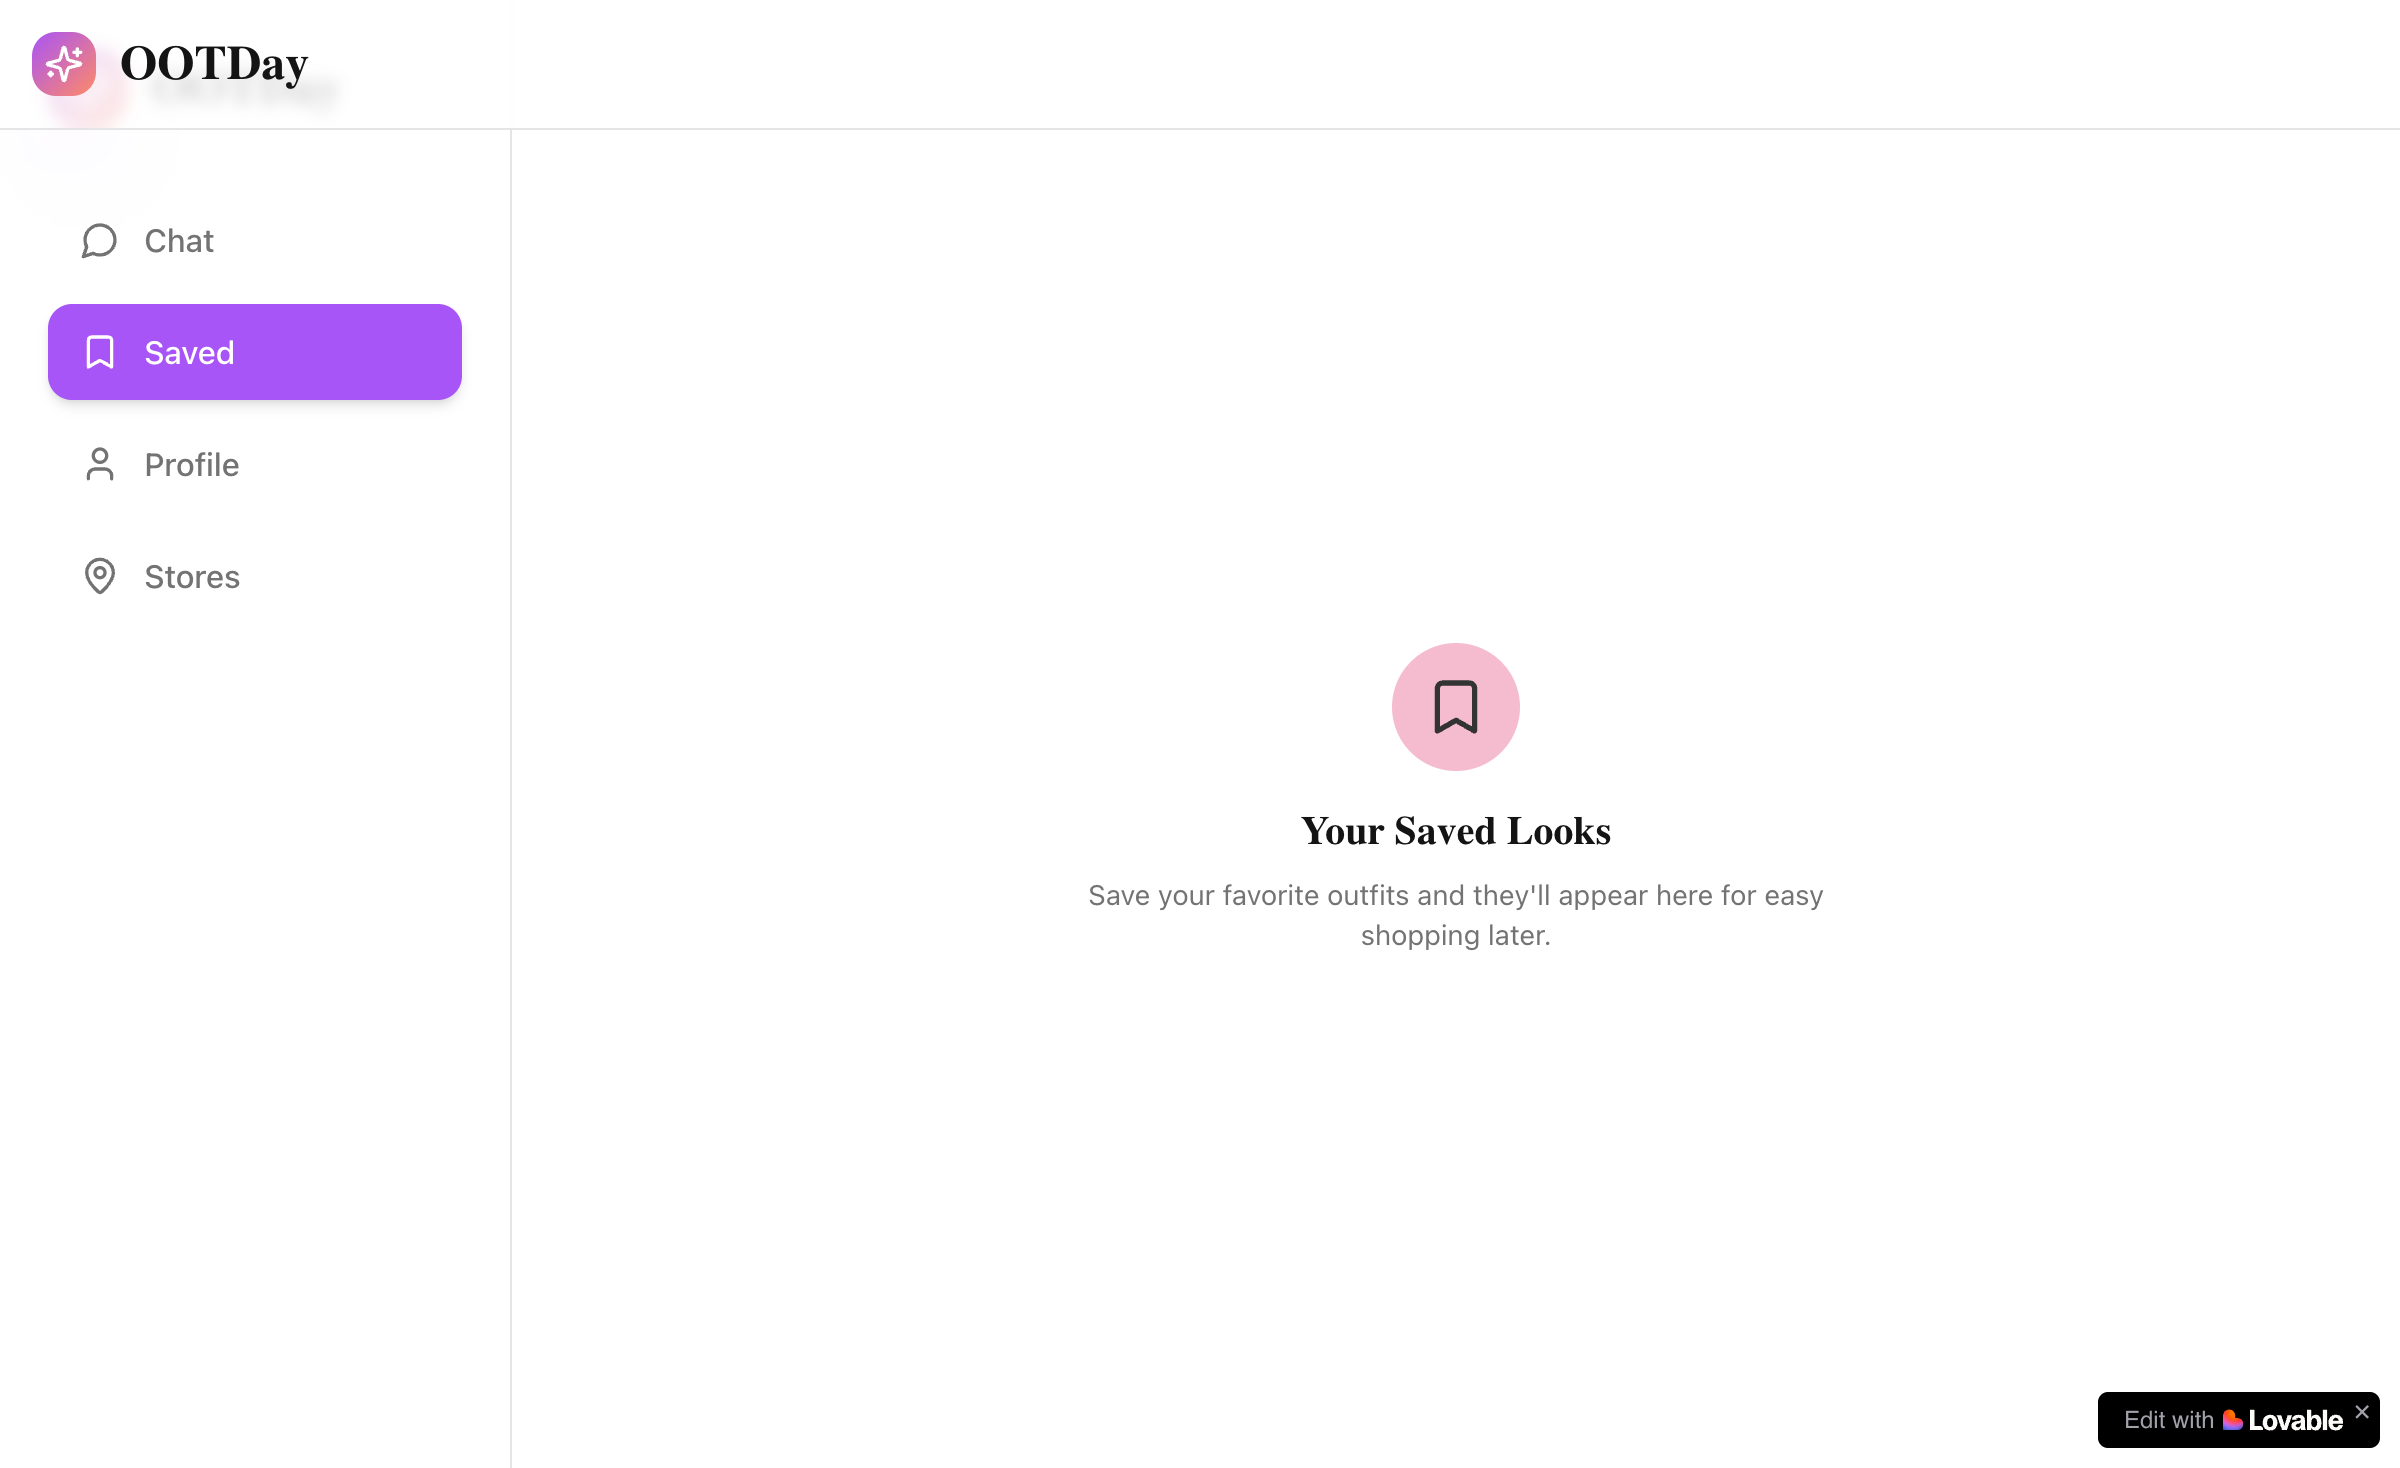 OOTDay
Chat
Saved
Profile
Stores
Your Saved Looks
Save your favorite outfits and they'll appear here for easy
shopping later.
Edit with Lovable